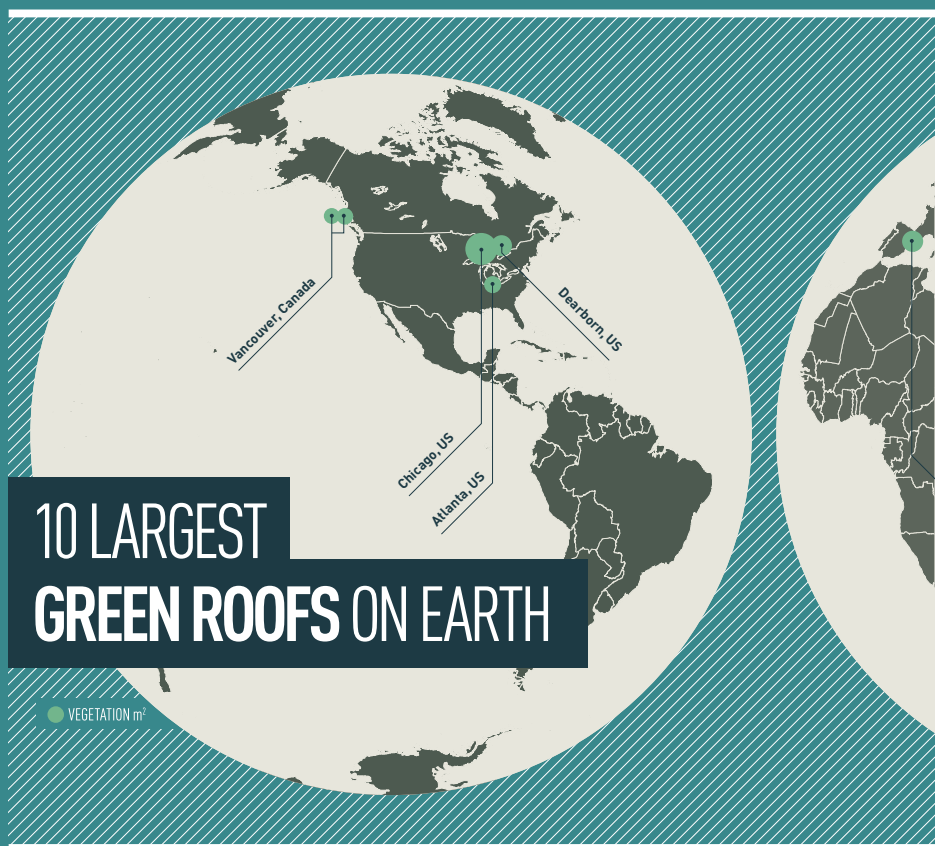 Vancouver, Canada
Dearborn, US
Chicago, US
Atlanta, US
10 LARGEST
GREEN ROOFS ON EARTH
VEGETATION m²